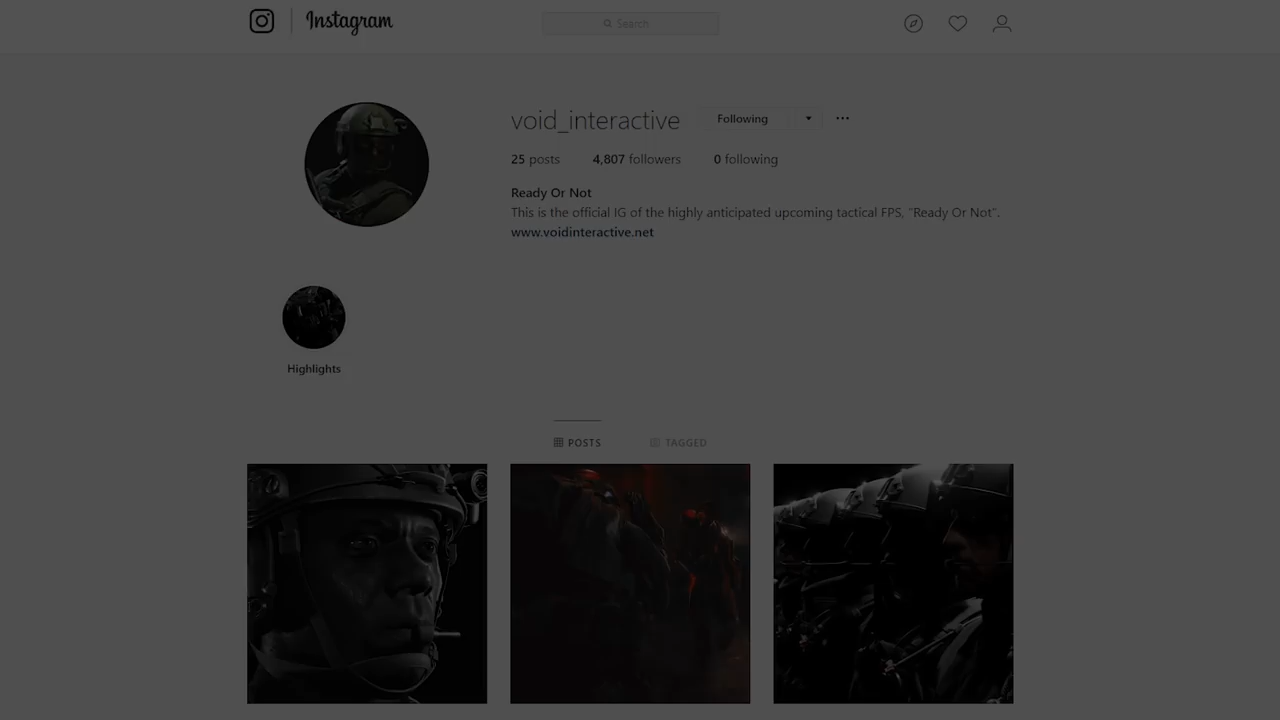 Instagram
Search
void_interactive
Following
25 posts 4,807 followers 0 following
Ready Or Not
This is the official IG of the highly anticipated upcoming tactical FPS, "Ready Or Not".
www.voidinteractive.net
Highlights
POSTS TAGGED